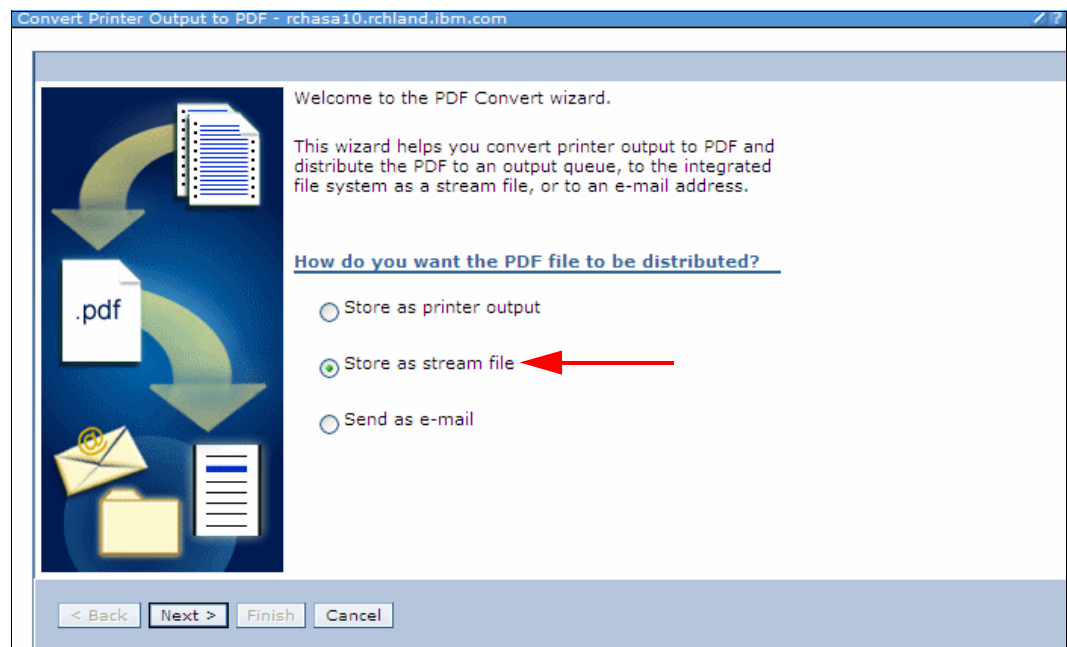 Convert Printer Output to PDF - rchasa10.rchland.ibm.com
?
Welcome to the PDF Convert wizard.
This wizard helps you convert printer output to PDF and
distribute the PDF to an output queue, to the integrated
file system as a stream file, or to an e-mail address.
How do you want the PDF file to be distributed?
Store as printer output
Store as stream file
Send as e-mail
.pdf
@
< Back
Next >
Finish
Cancel